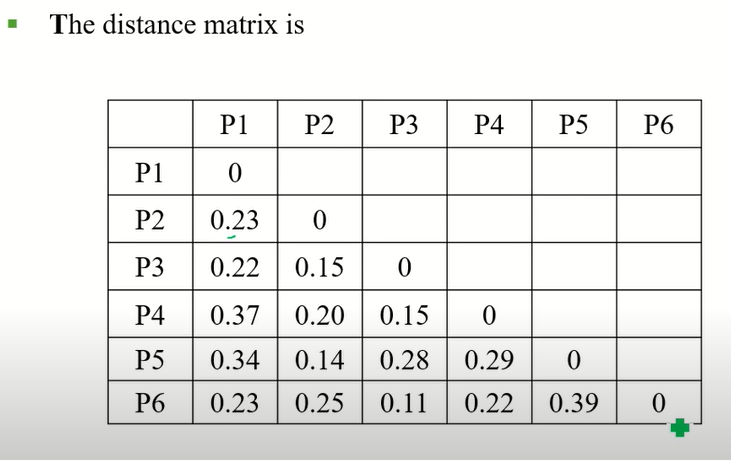 The distance matrix is
P1 P2 P3 P4 P5 P6
P1 0
P2 0.23 0
P3 0.22 0.15 0
P4 0.37 0.20 0.15 0
P5 0.34 0.14 0.28 0.29 0
P6 0.23 0.25 0.11 0.22 0.39 0